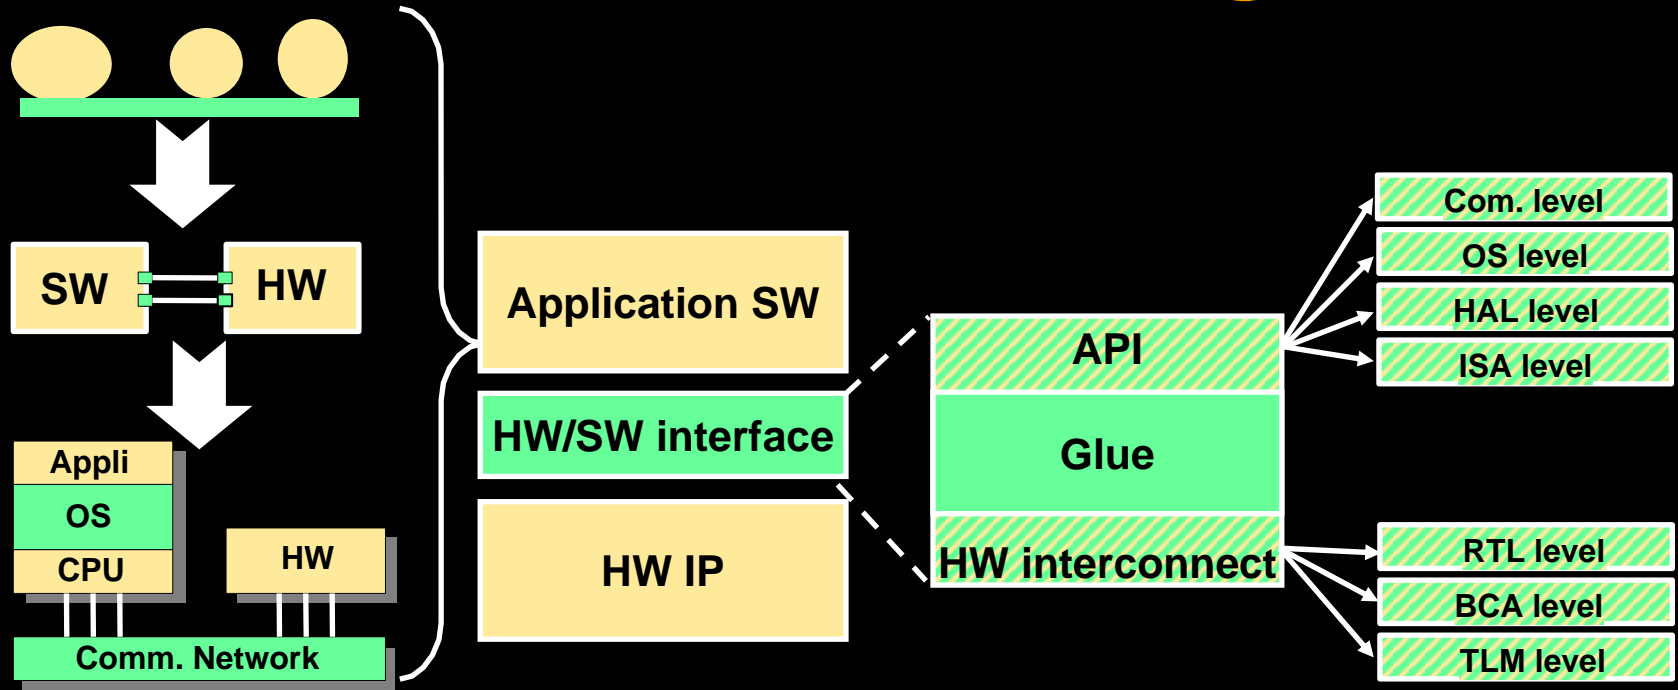 SW
HW
Appli
OS
CPU
HW
Comm. Network
Application SW
HW/SW interface
HW IP
API
Glue
HW interconnect
Com. level
OS level
HAL level
ISA level
RTL level
BCA level
TLM level